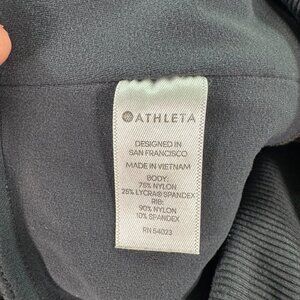 ATHLETA
DESIGNED IN
SAN FRANCISCO
MADE IN VIETNAM
BODY:
75% NYLON
25% LYCRA® SPANDEX
RIB:
90% NYLON
10% SPANDEX
RN 54023